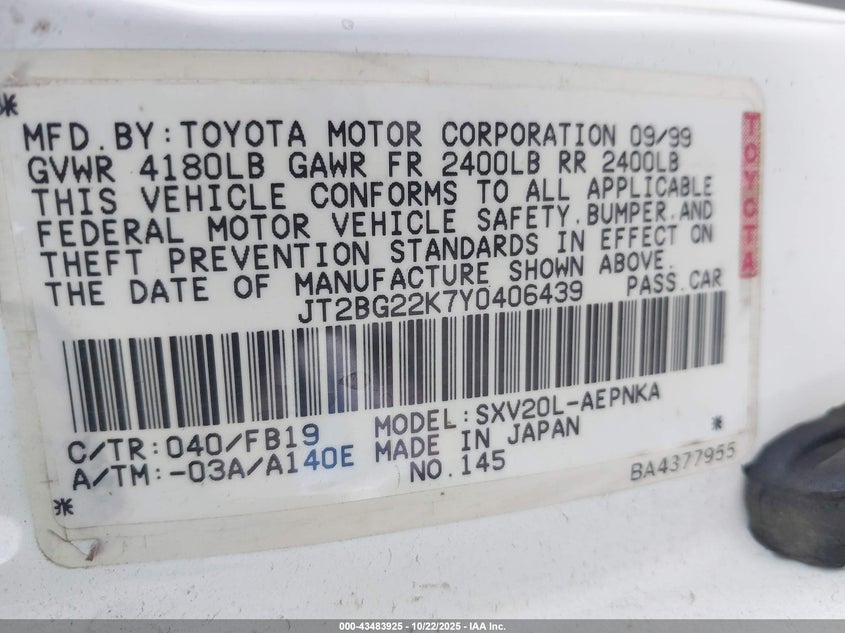 MFD.BY:TOYOTA MOTOR CORPORATION 09/99
GVWR 4180LB GAWR FR 2400LB RR 2400LB
THIS VEHICLE CONFORMS TO ALL APPLICABLE
FEDERAL MOTOR VEHICLE SAFETY,BUMPER,AND
THEFT PREVENTION STANDARDS IN EFFECT ON
THE DATE OF MANUFACTURE SHOWN ABOVE.
JT2BG22K7Y0406439 PASS.CAR
C/TR:040/FB19 MODEL:SXV20L-AEPNKA
A/TM:-03A/A140E MADE IN JAPAN
NO.145 BA4377955
TOYOTA
000-43483925 - 10/22/2025 - IAA Inc.